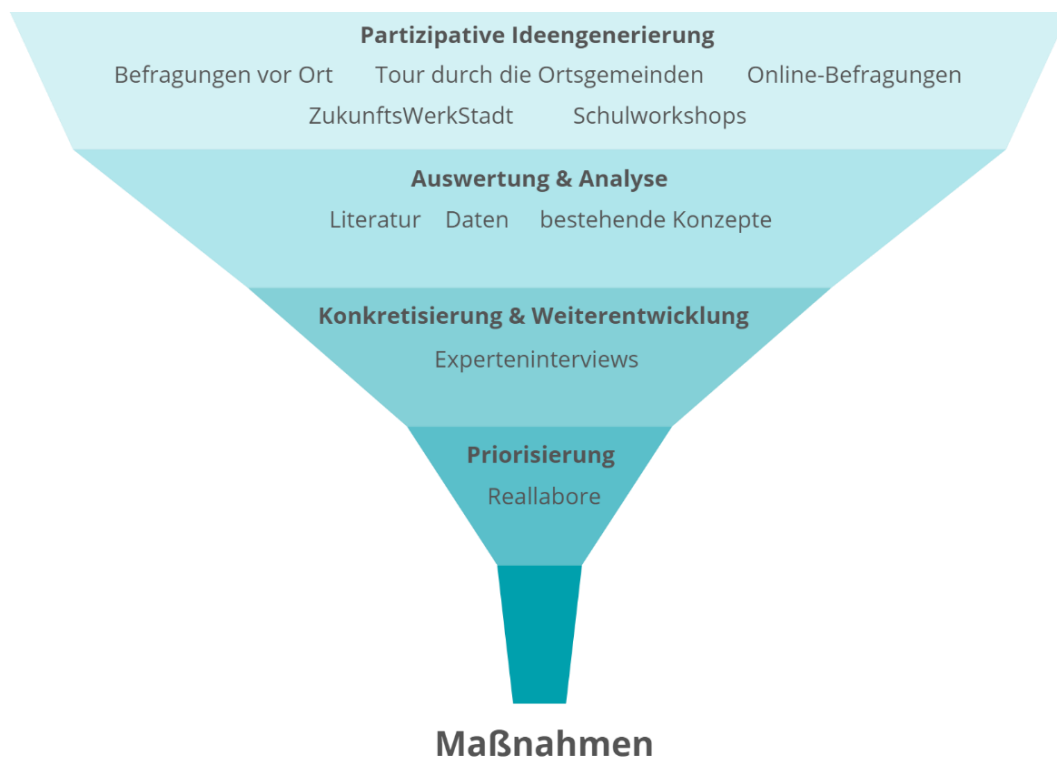 Partizipative Ideengenerierung
Befragungen vor Ort Tour durch die Ortsgemeinden Online-Befragungen
ZukunftsWerkStadt Schulworkshops
Auswertung & Analyse
Literatur Daten bestehende Konzepte
Konkretisierung & Weiterentwicklung
Experteninterviews
Priorisierung
Reallabore
Maßnahmen